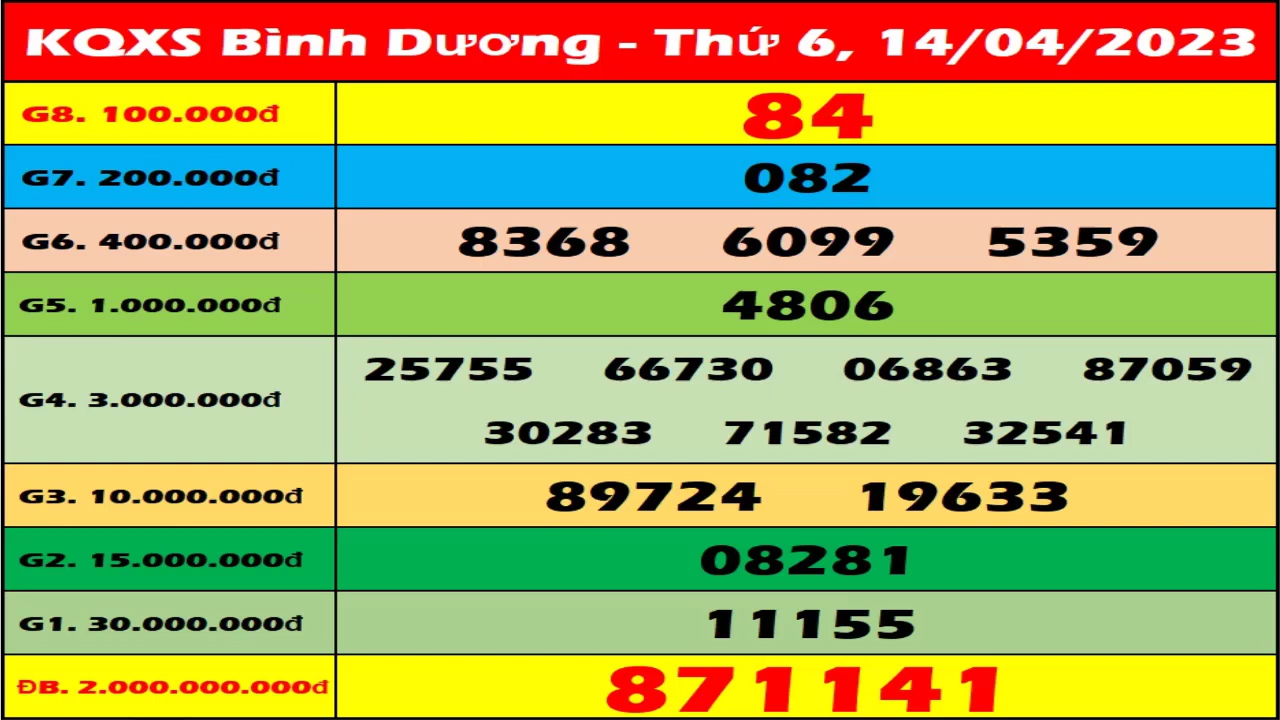 KQXS Bình Dương - Thứ 6, 14/04/2023
G8. 100.000đ 84
G7. 200.000đ 082
G6. 400.000đ 8368 6099 5359
G5. 1.000.000đ 4806
25755 66730 06863 87059
G4. 3.000.000đ
30283 71582 32541
G3. 10.000.000đ 89724 19633
G2. 15.000.000đ 08281
G1. 30.000.000đ 11155
ĐB. 2.000.000.000đ 871141